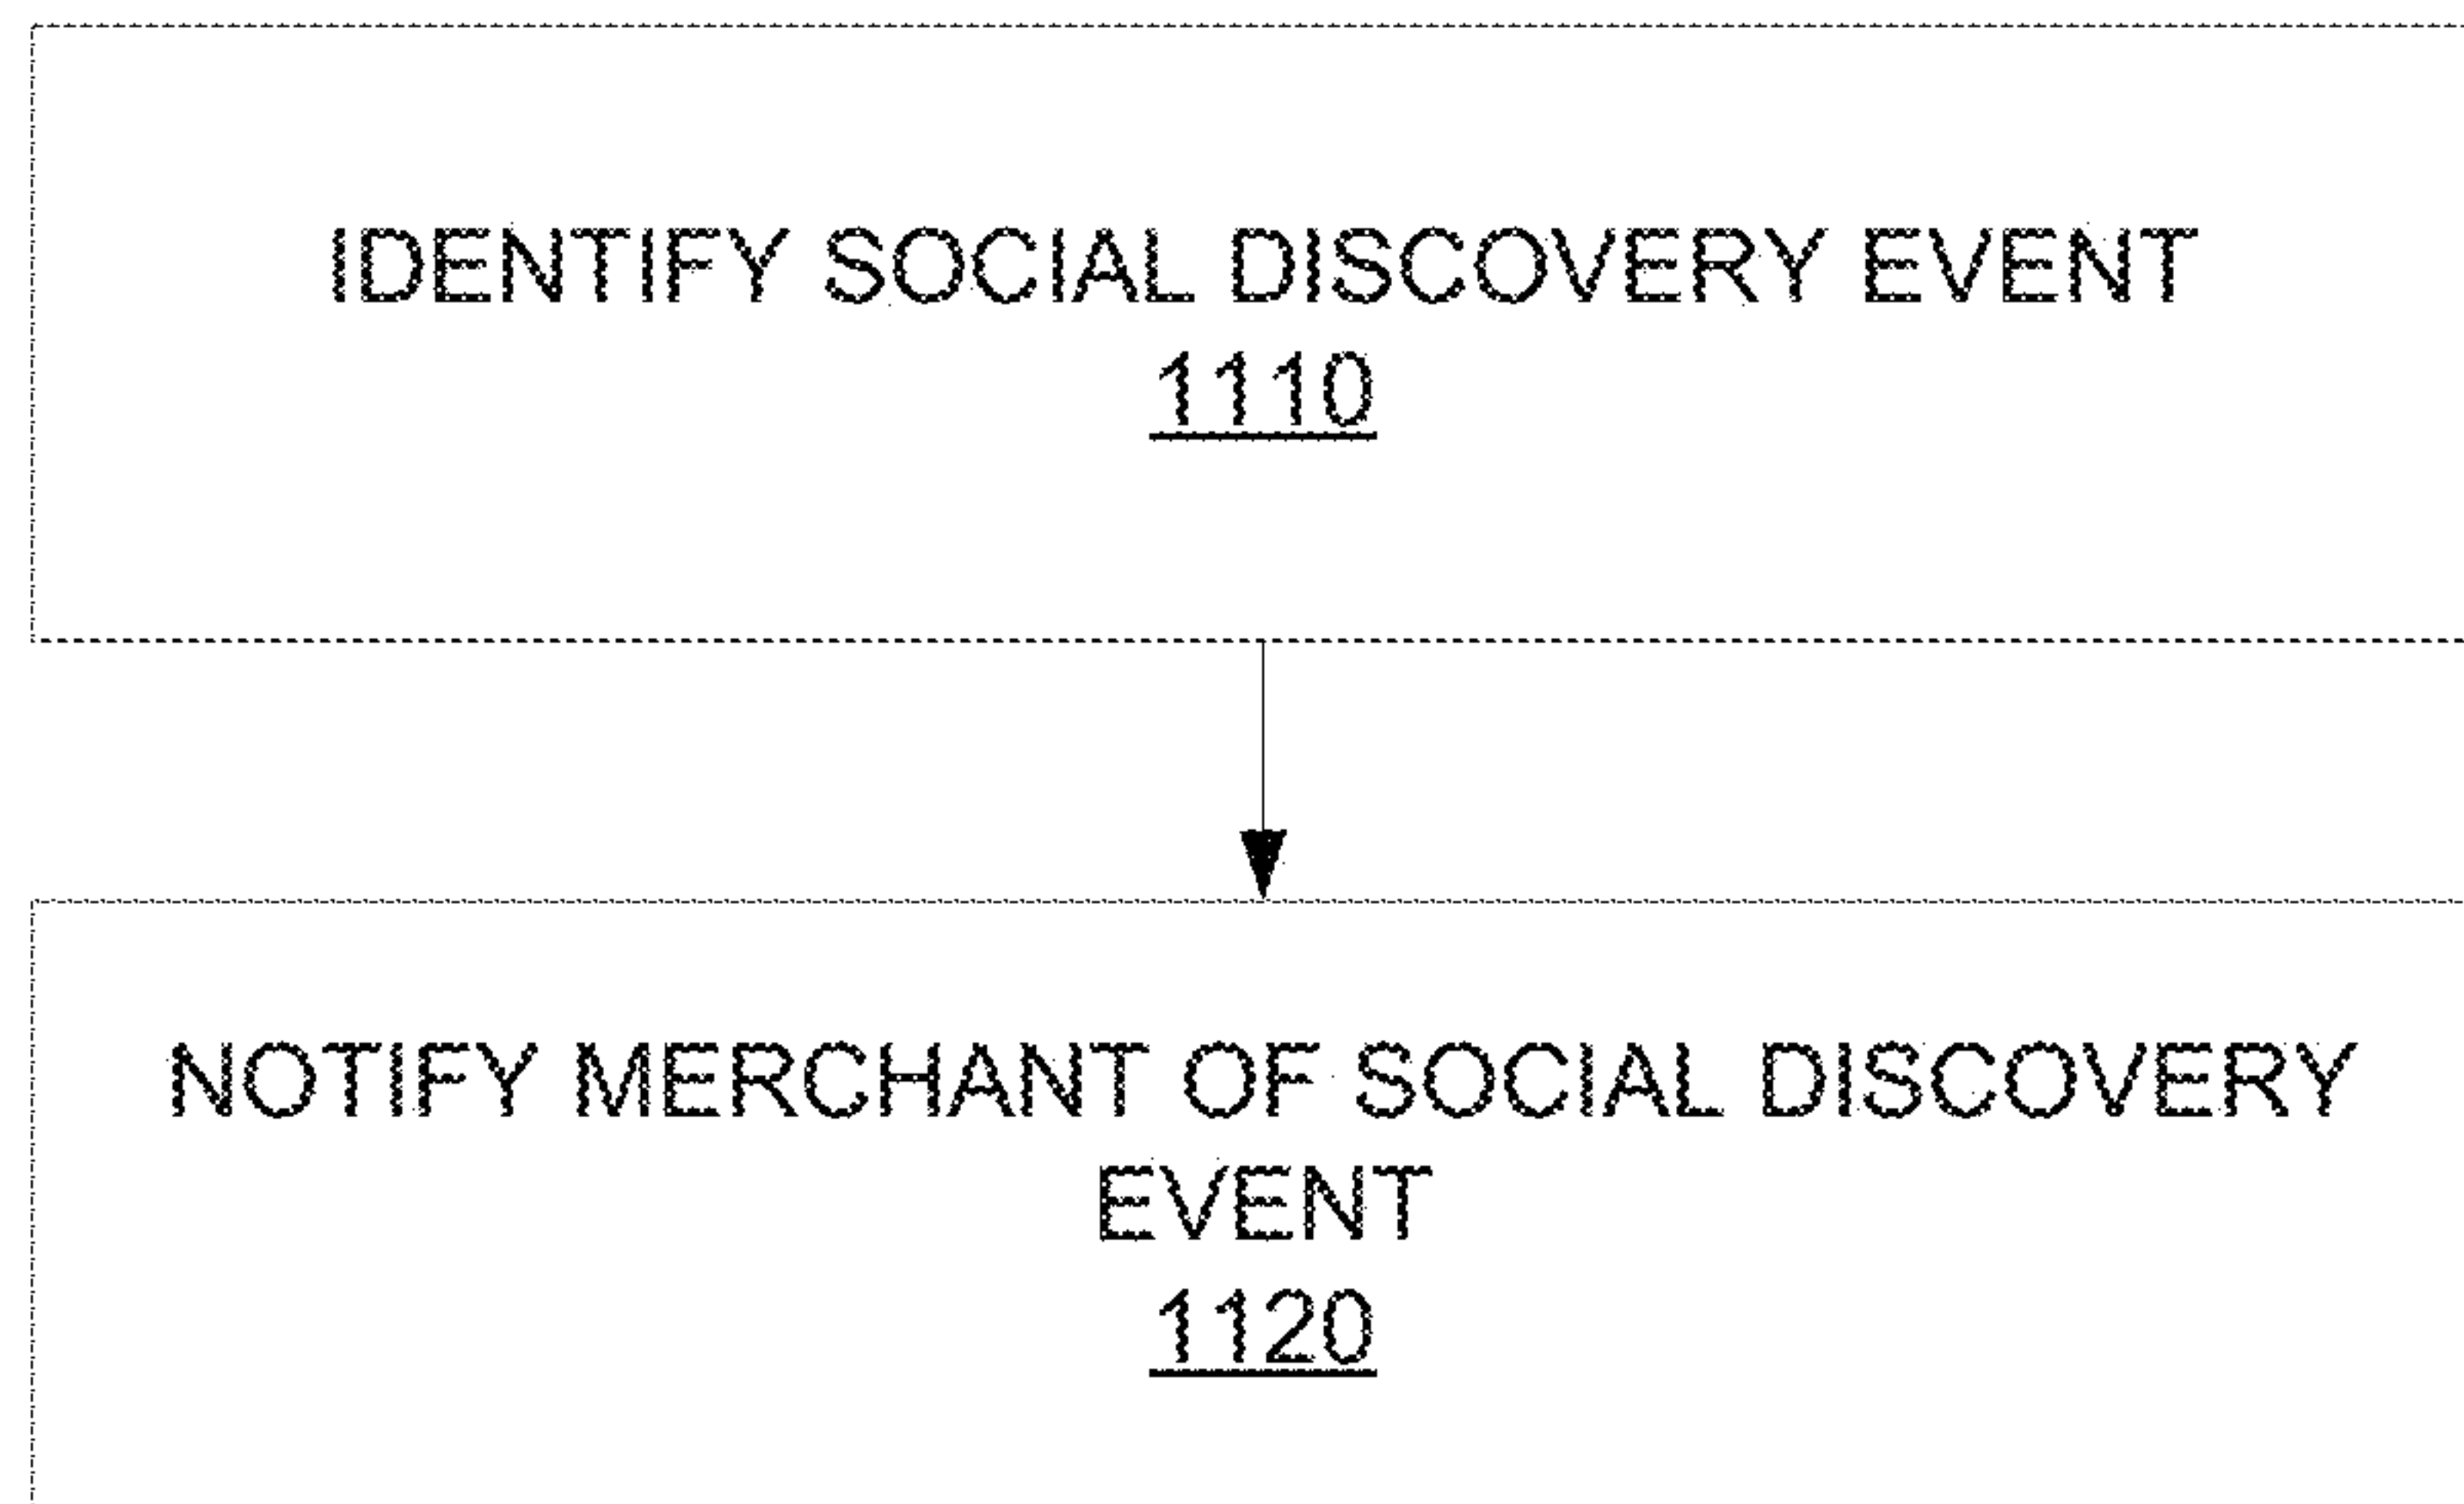 IDENTIFY SOCIAL DISCOVERY EVENT
1110
NOTIFY MERCHANT OF SOCIAL DISCOVERY
EVENT
1120